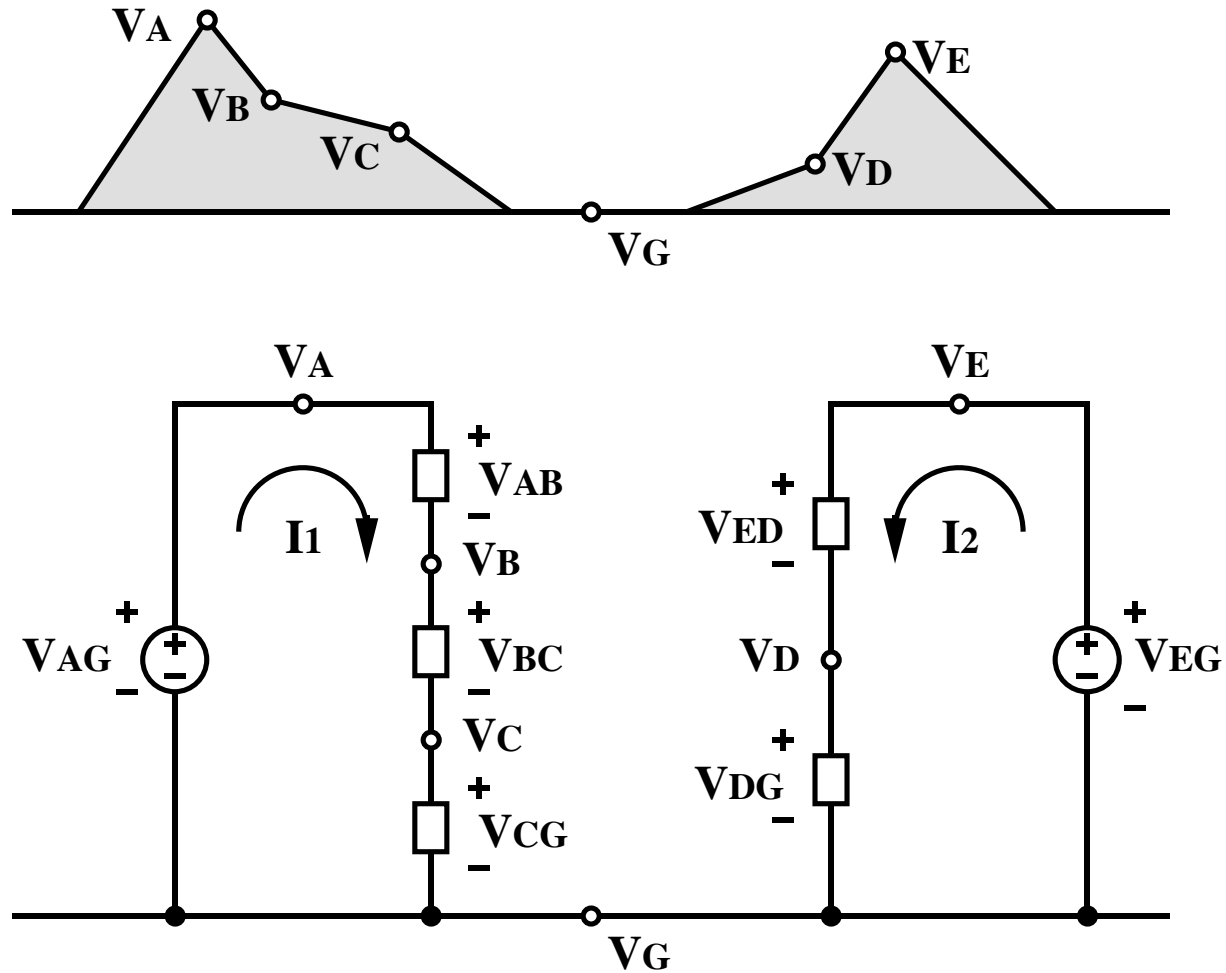 VA
VE
VB
VC
VD
VG
VA
VE
+
VAB
−
+
VED
−
I1
I2
VB
+
VAG
+
−
−
+
VBC
−
VD
+
VEG
+
−
−
VC
+
VDG
−
+
VCG
−
VG